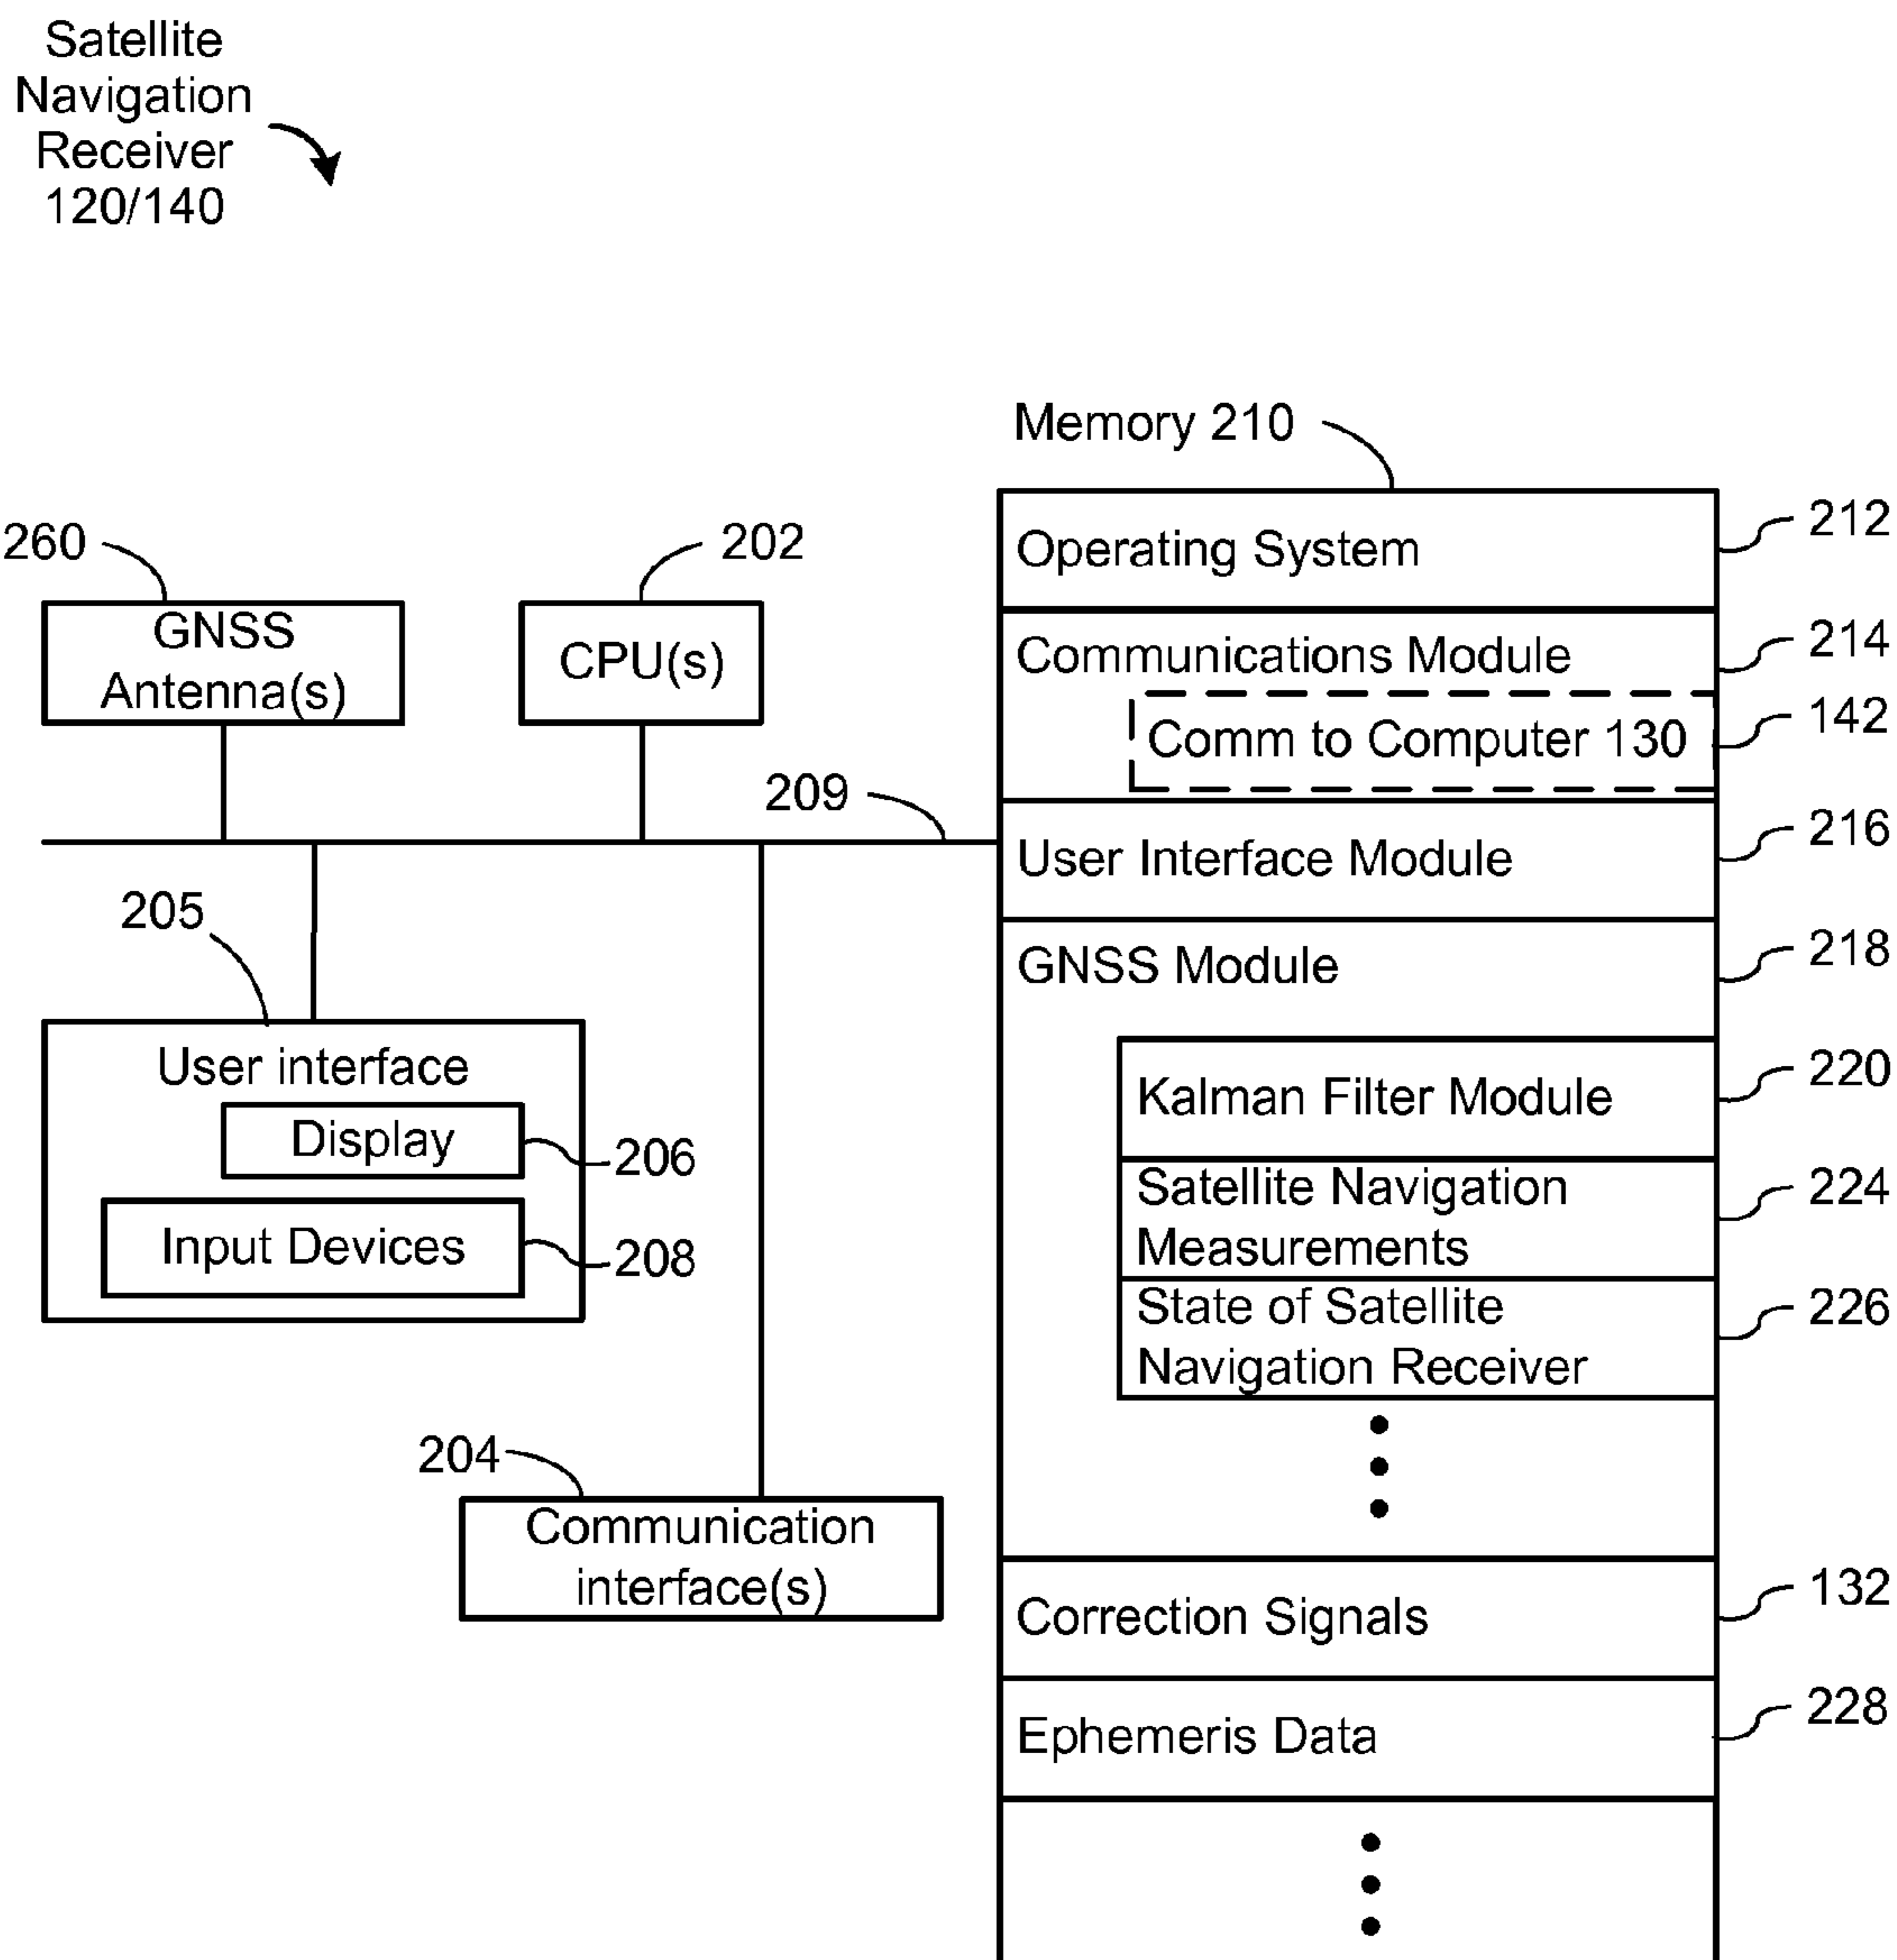 Satellite
Navigation
Receiver
120/140
Memory 210
Operating System
212
260
202
GNSS
Antenna(s)
CPU(s)
Communications Module
214
Comm to Computer 130
142
209
User Interface Module
216
205
GNSS Module
218
User interface
Display
206
Input Devices
208
Kalman Filter Module
220
Satellite Navigation
Measurements
224
State of Satellite
Navigation Receiver
226
204
Communication
interface(s)
Correction Signals
132
Ephemeris Data
228